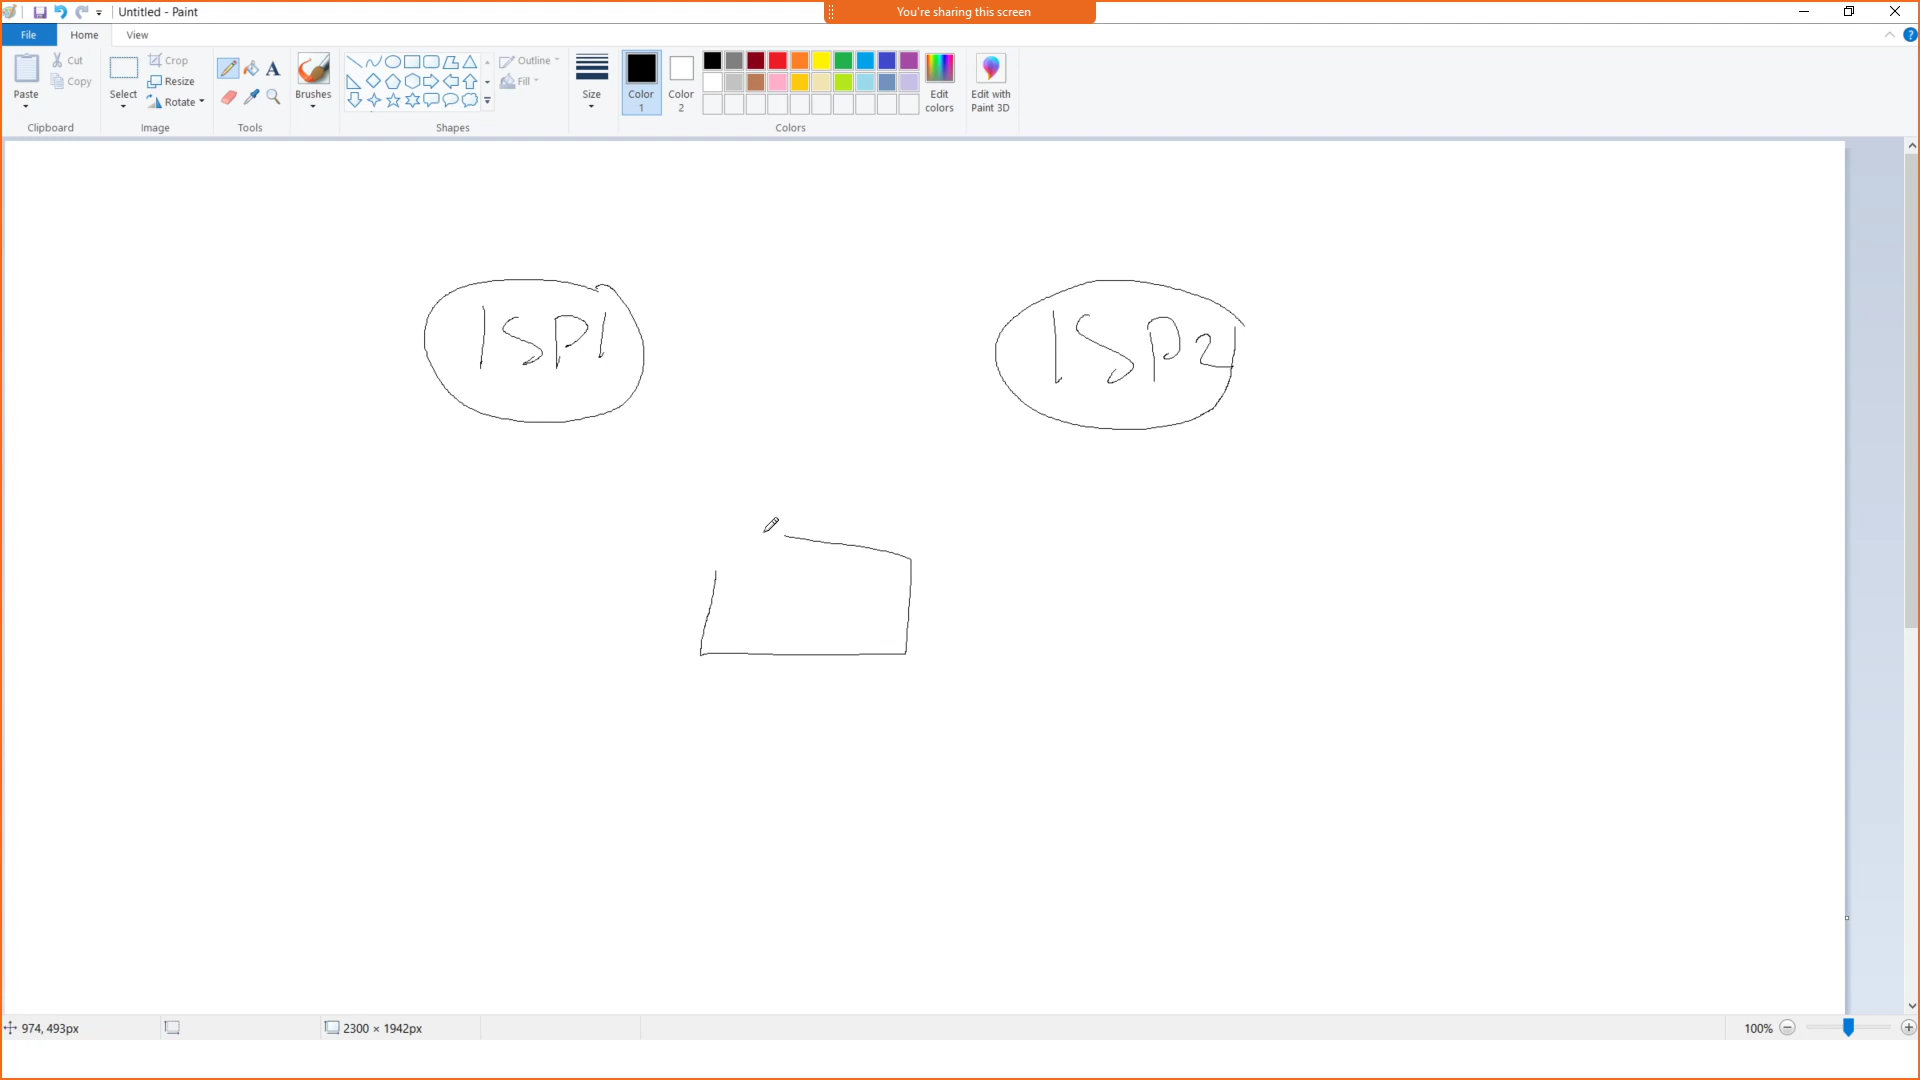 Untitled - Paint
You're sharing this screen
File Home View
Cut
Copy
Paste
Clipboard
Crop
Resize
Rotate
Select
Image
A
Tools
Brushes
Outline
Fill
Shapes
Size
Color 1
Color 2
Edit colors
Edit with Paint 3D
Colors
?
ISP1 ISP2
974, 493px 2300 × 1942px 100%